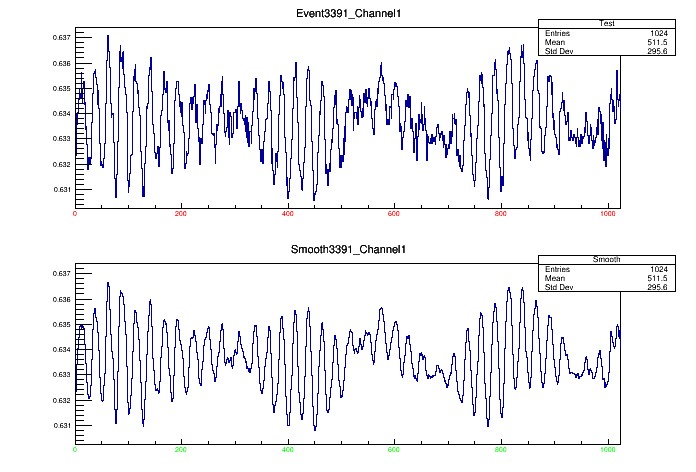 Event3391_Channel1
Test
Entries 1024
Mean 511.5
Std Dev 295.6
0.637
0.636
0.635
0.634
0.633
0.632
0.631
0 200 400 600 800 1000
Smooth3391_Channel1
Smooth
Entries 1024
Mean 511.5
Std Dev 295.6
0.637
0.636
0.635
0.634
0.633
0.632
0.631
0 200 400 600 800 1000